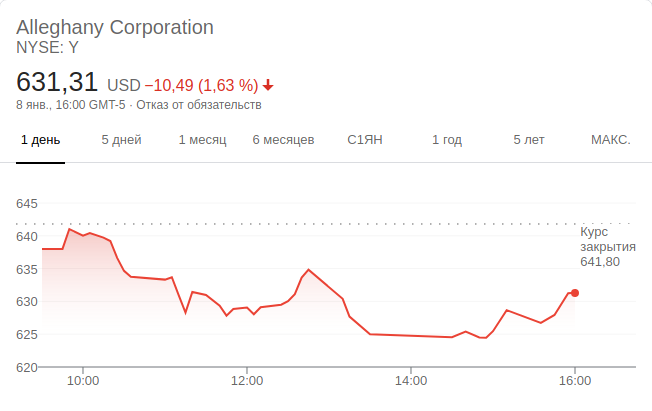 Alleghany Corporation
NYSE: Y
631,31 USD −10,49 (1,63 %)
8 янв., 16:00 GMT-5 · Отказ от обязательств
1 день 5 дней 1 месяц 6 месяцев С1ЯН 1 год 5 лет МАКС.
645
640
635
630
625
620
Курс
закрытия
641,80
10:00 12:00 14:00 16:00